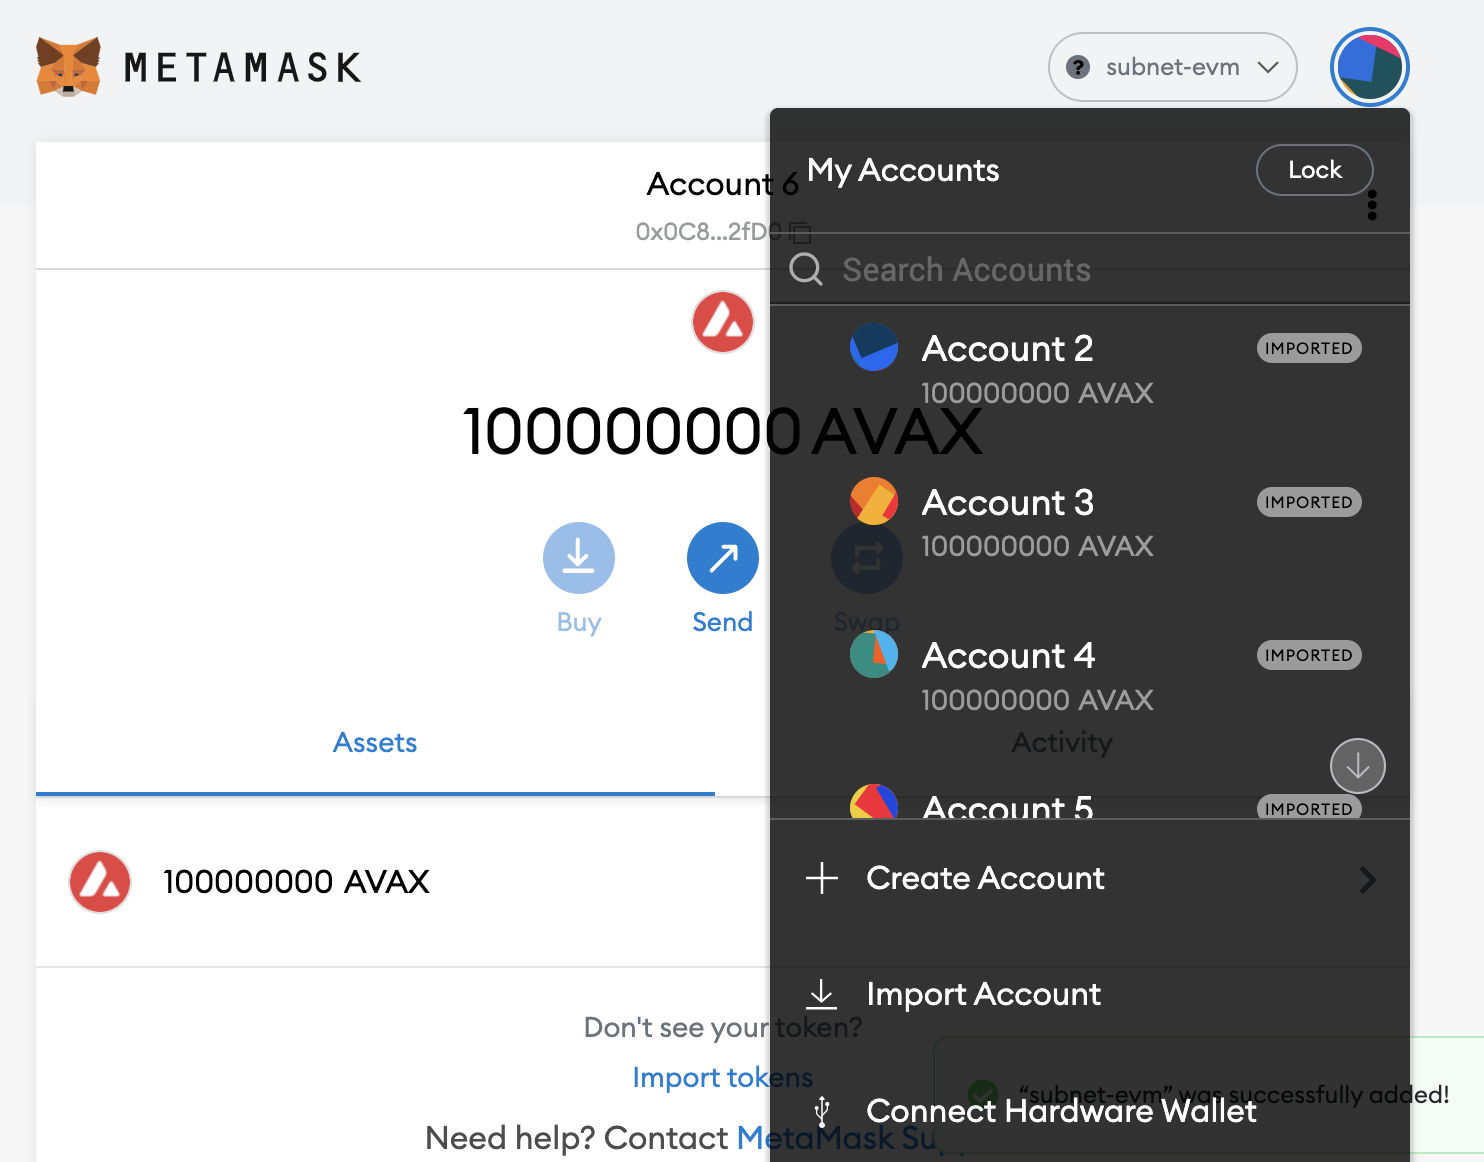 METAMASK
? subnet-evm
Account 6
0x0C8...2fD0
100000000 AVAX
Buy
Send
Swap
Assets
Activity
100000000 AVAX
Don't see your token?
Import tokens
Need help? Contact MetaMask Supp
My Accounts
Lock
Search Accounts
Account 2
IMPORTED
100000000 AVAX
Account 3
IMPORTED
100000000 AVAX
Account 4
IMPORTED
100000000 AVAX
Account 5
IMPORTED
Create Account
Import Account
Connect Hardware Wallet
“subnet-evm” was successfully added!